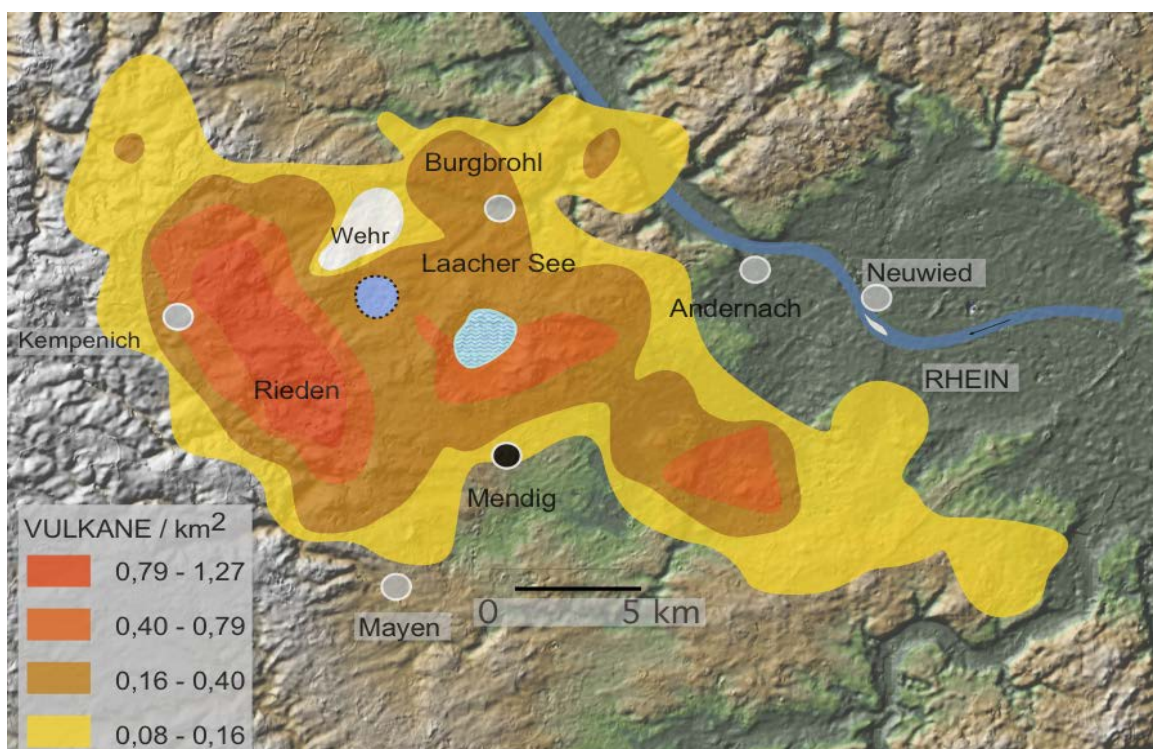 Burgbrohl
Wehr
Laacher See
Neuwied
Andernach
Kempenich
RHEIN
Rieden
Mendig
VULKANE / km²
0,79 - 1,27
0,40 - 0,79
0,16 - 0,40
0,08 - 0,16
0 5 km
Mayen